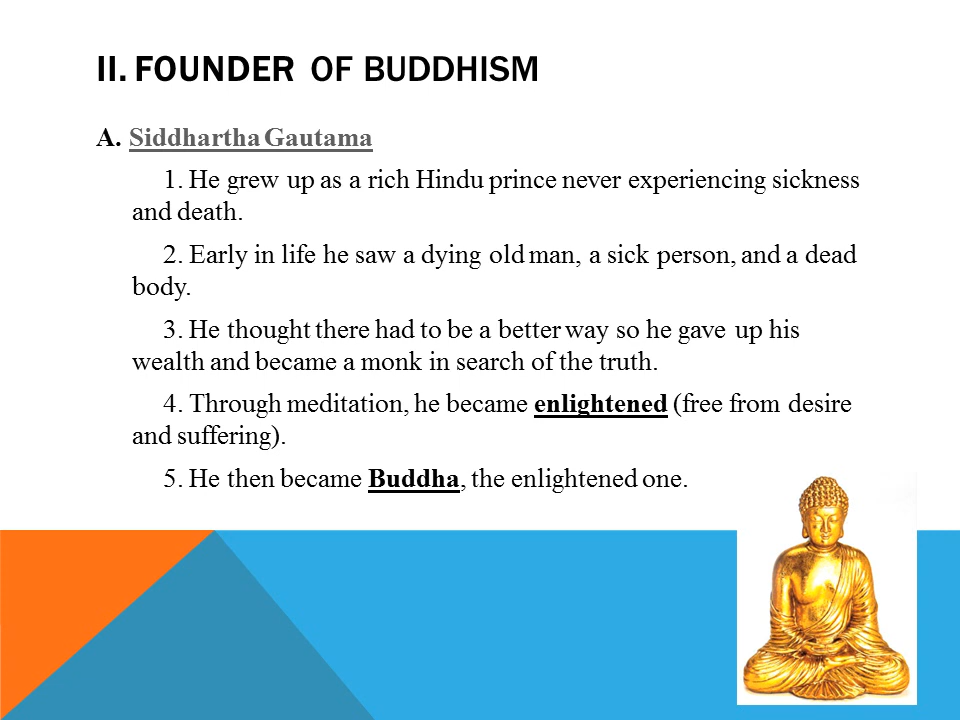 II. FOUNDER OF BUDDHISM
A. Siddhartha Gautama
1. He grew up as a rich Hindu prince never experiencing sickness
and death.
2. Early in life he saw a dying old man, a sick person, and a dead
body.
3. He thought there had to be a better way so he gave up his
wealth and became a monk in search of the truth.
4. Through meditation, he became enlightened (free from desire
and suffering).
5. He then became Buddha, the enlightened one.